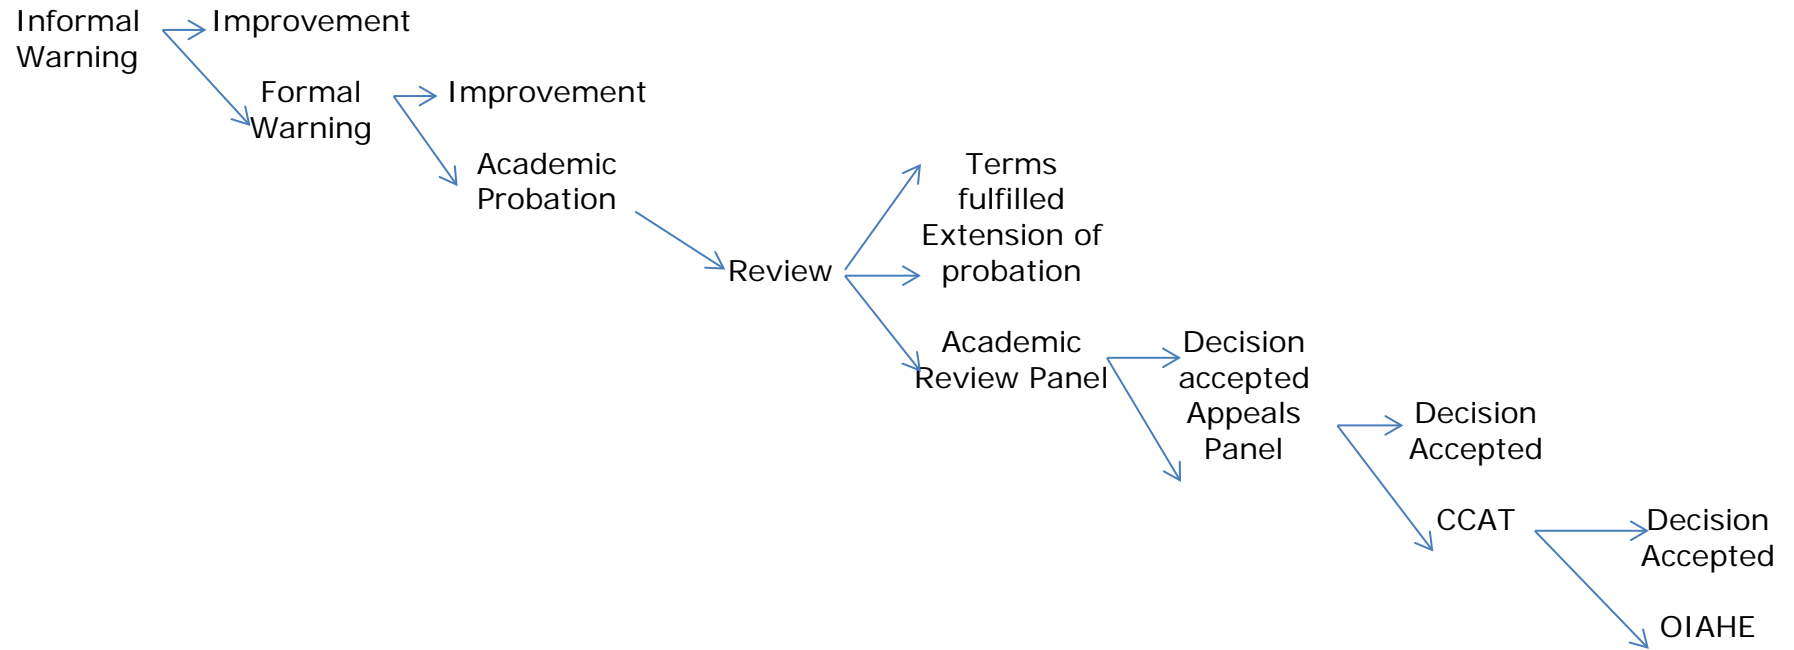 Informal
Warning
Improvement
Formal
Warning
Improvement
Academic
Probation
Review
Terms
fulfilled
Extension of
probation
Academic
Review Panel
Decision
accepted
Appeals
Panel
Decision
Accepted
CCAT
Decision
Accepted
OIAHE